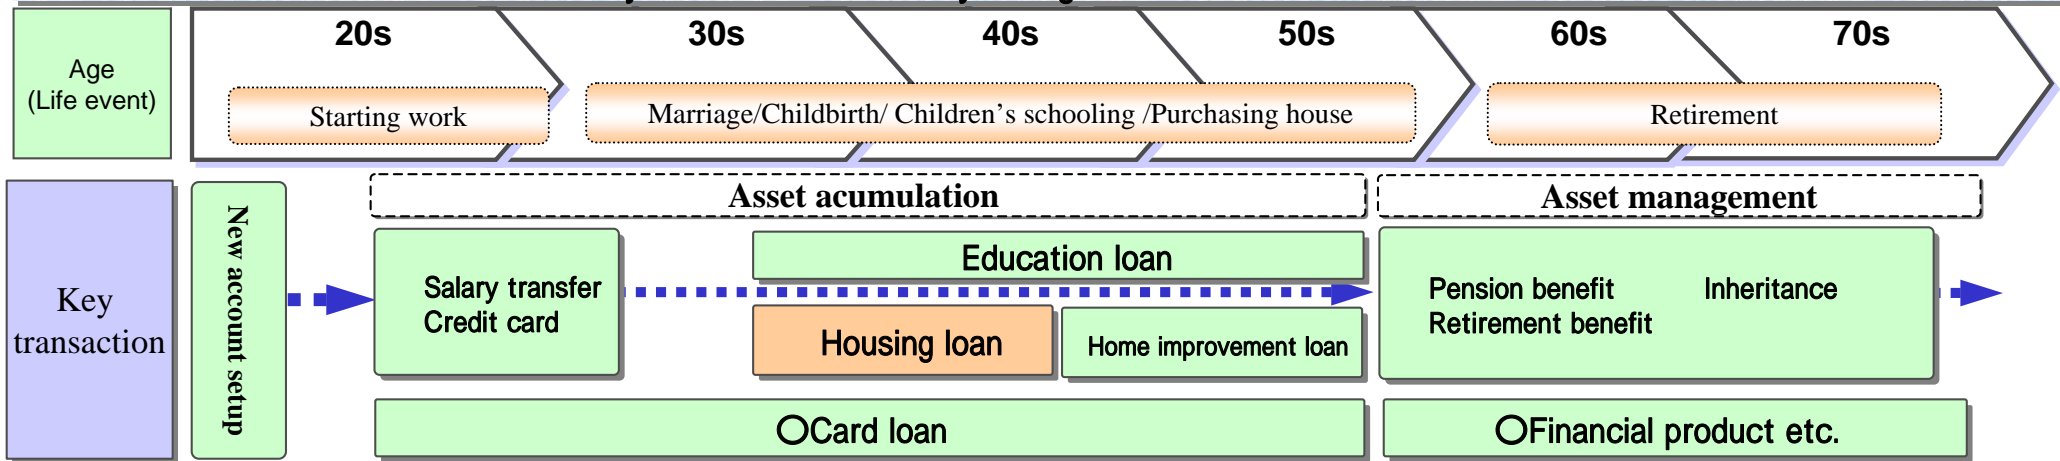 20s
30s
40s
50s
60s
70s
Age
(Life event)
Starting work
Marriage/Childbirth/ Children's schooling /Purchasing house
Retirement
Asset acumulation
Asset management
Key
transaction
New account setup
Salary transfer
Credit card
Education loan
Housing loan
Home improvement loan
Pension benefit
Inheritance
Retirement benefit
○Card loan
○Financial product etc.